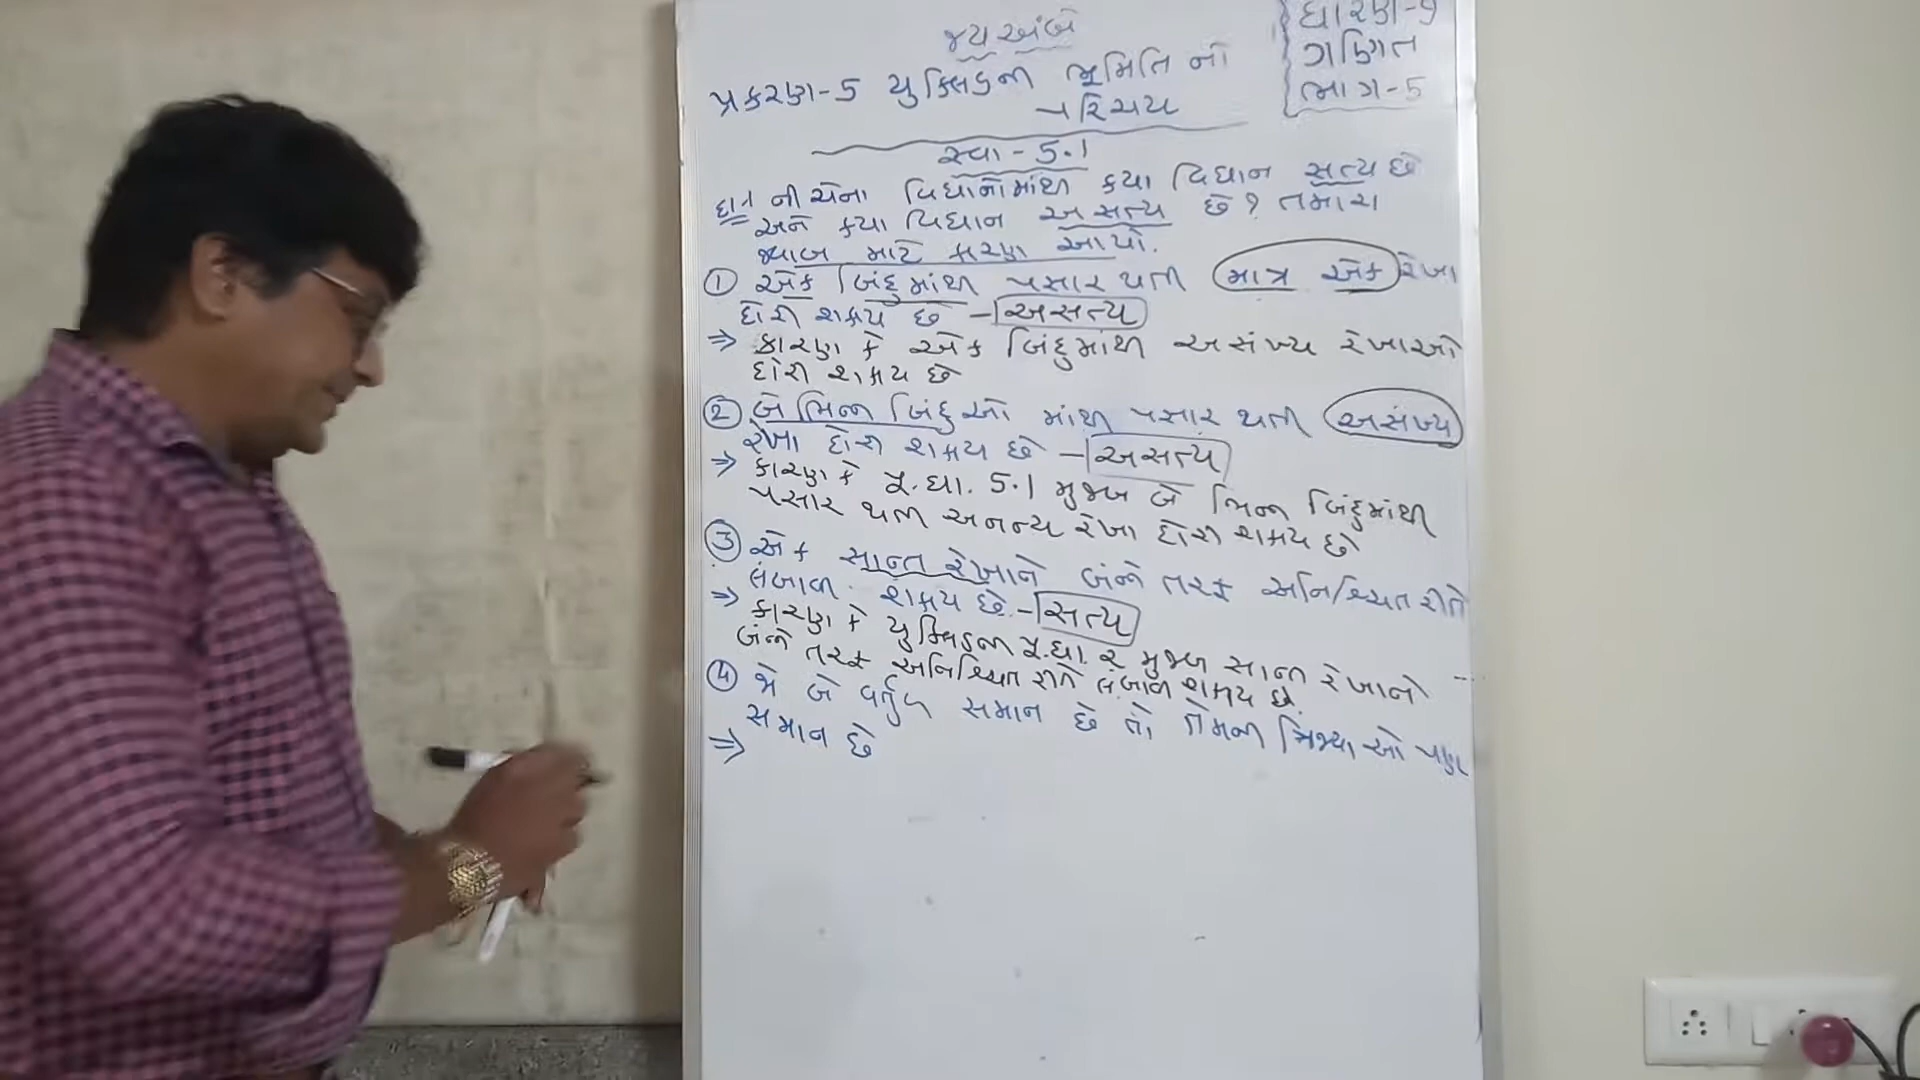 જય અંબે
ધોરણ-9
ગણિત
ભાગ-5
પ્રકરણ-5 યુક્લિડની ભૂમિતિ નો
પરિચય
સ્વા-5.1
દા.1 નીચેના વિધાનોમાંથી કયા વિધાન સત્ય છે
અને કયા વિધાન અસત્ય છે? તમારા
જવાબ માટે કારણ આપો.
① એક બિંદુમાંથી પસાર થતી માત્ર એક રેખા
દોરી શકાય છે - અસત્ય
⇒ કારણ કે એક બિંદુમાંથી અસંખ્ય રેખાઓ
દોરી શકાય છે
② બે ભિન્ન બિંદુઓ માંથી પસાર થતી અસંખ્ય
રેખા દોરી શકાય છે - અસત્ય
⇒ કારણ કે પૂ.ધા. 5.1 મુજબ બે ભિન્ન બિંદુમાંથી
પસાર થતી અનન્ય રેખા દોરી શકાય છે
③ એક સાન્ત રેખાને બંને તરફ અનિશ્ચિત રીતે
લંબાવી શકાય છે. - સત્ય
⇒ કારણ કે યુક્લિડની પૂ.ધા. ૨ મુજબ સાન્ત રેખાનો
બંને તરફ અનિશ્ચિત રીતે લંબાવી શકાય છે.
④ જો બે વર્તુળ સમાન છે તો તેમની ત્રિજ્યાઓ પણ
સમાન છે
⇒